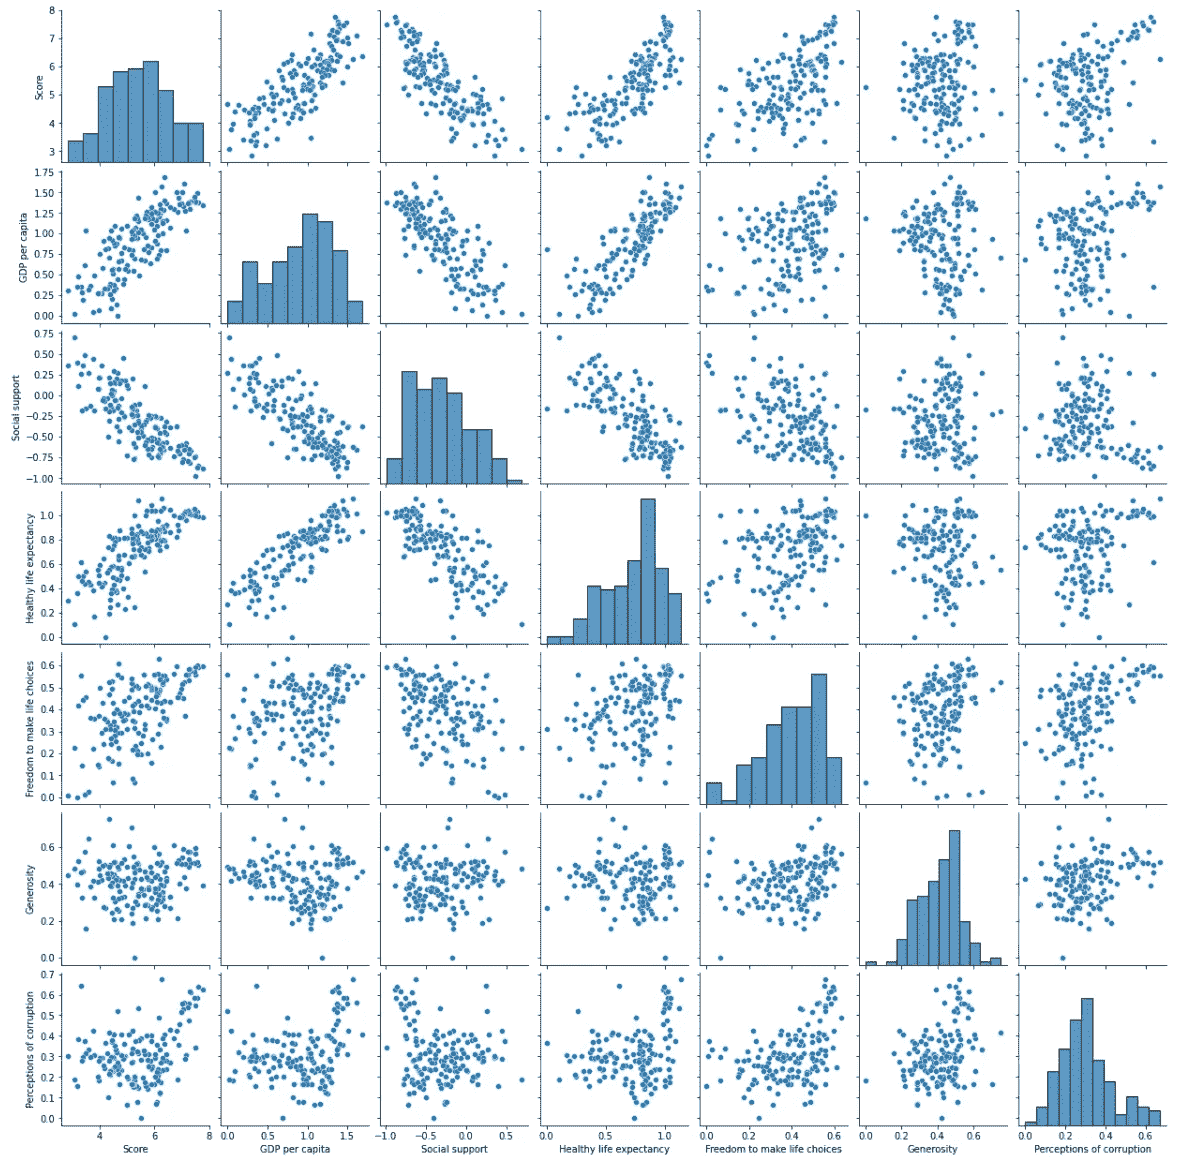 8
7
6
5
4
3
Score
1.75
1.50
1.25
1.00
0.75
0.50
0.25
0.00
GDP per capita
0.75
0.50
0.25
0.00
−0.25
−0.50
−0.75
−1.00
Social support
1.0
0.8
0.6
0.4
0.2
0.0
Healthy life expectancy
0.6
0.5
0.4
0.3
0.2
0.1
0.0
Freedom to make life choices
0.6
0.4
0.2
0.0
Generosity
0.7
0.6
0.5
0.4
0.3
0.2
0.1
0.0
Perceptions of corruption
4 6 8
0.0 0.5 1.0 1.5
−1.0 −0.5 0.0 0.5
0.0 0.5 1.0
0.0 0.2 0.4 0.6
0.0 0.2 0.4 0.6
0.0 0.2 0.4 0.6
Score
GDP per capita
Social support
Healthy life expectancy
Freedom to make life choices
Generosity
Perceptions of corruption